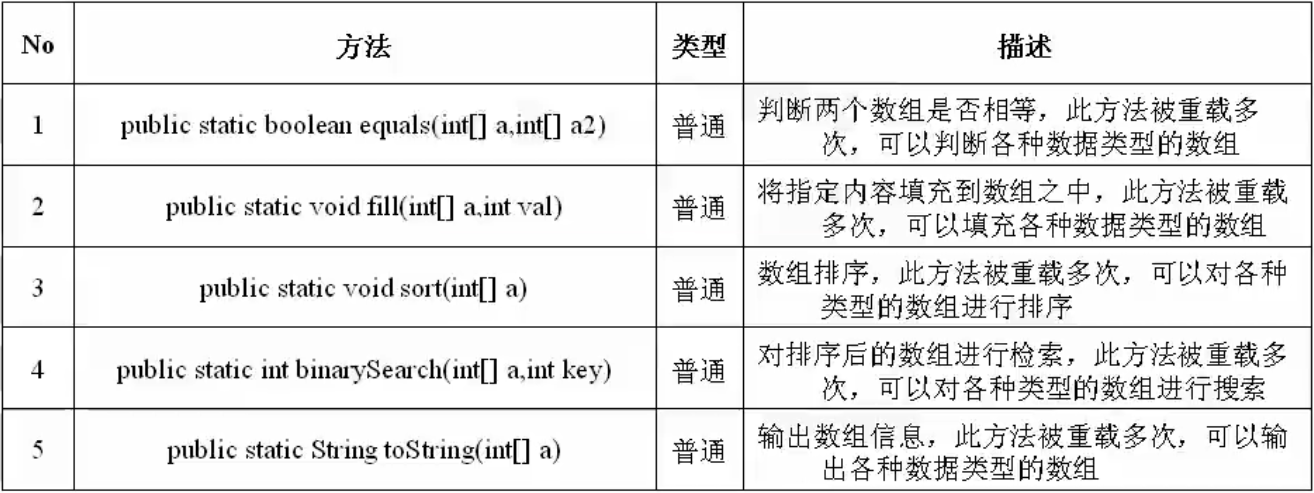 No 方法 类型 描述
1 public static boolean equals(int[] a,int[] a2) 普通 判断两个数组是否相等，此方法被重载多
次，可以判断各种数据类型的数组
2 public static void fill(int[] a,int val) 普通 将指定内容填充到数组之中，此方法被重载
多次，可以填充各种数据类型的数组
3 public static void sort(int[] a) 普通 数组排序，此方法被重载多次，可以对各种
类型的数组进行排序
4 public static int binarySearch(int[] a,int key) 普通 对排序后的数组进行检索，此方法被重载多
次，可以对各种类型的数组进行搜索
5 public static String toString(int[] a) 普通 输出数组信息，此方法被重载多次，可以输
出各种数据类型的数组